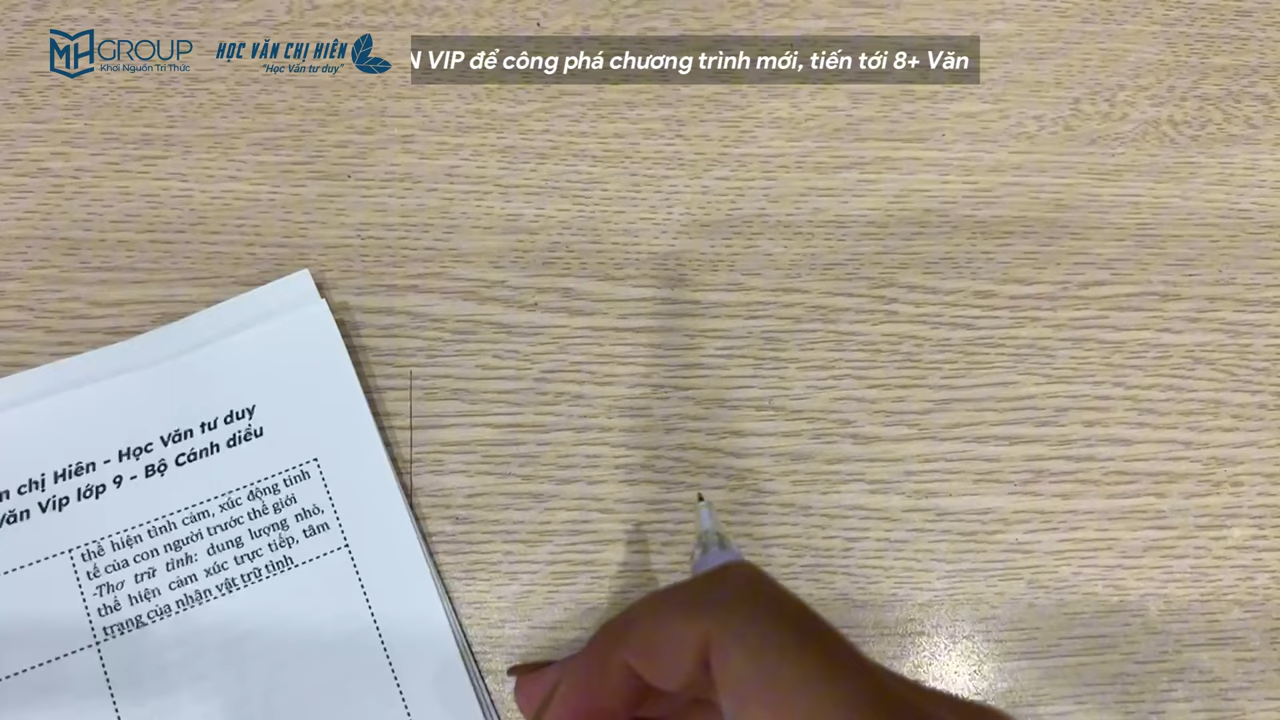 MH GROUP
Khơi Nguồn Tri Thức
HỌC VĂN CHỊ HIÊN
"Học Văn tư duy"
VIP để công phá chương trình mới, tiến tới 8+ Văn
chị Hiên - Học Văn tư duy
Văn Vip lớp 9 - Bộ Cánh diều
thể hiện tình cảm, xúc động tinh
tế của con người trước thế giới
-Thơ trữ tình: dung lượng nhỏ,
thể hiện cảm xúc trực tiếp, tâm
trạng của nhân vật trữ tình